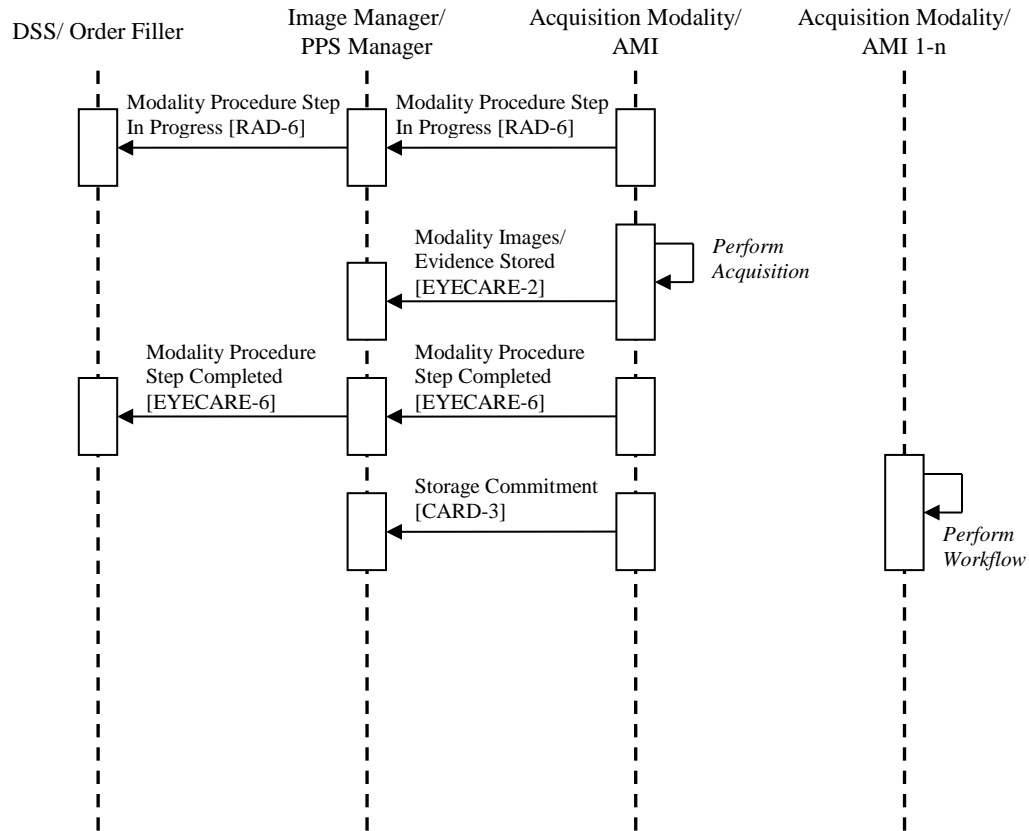 DSS/ Order Filler
Image Manager/
PPS Manager
Acquisition Modality/
AMI
Acquisition Modality/
AMI 1-n
Modality Procedure Step
In Progress [RAD-6]
Modality Procedure Step
In Progress [RAD-6]
Modality Images/
Evidence Stored
[EYECARE-2]
Perform
Acquisition
Modality Procedure
Step Completed
[EYECARE-6]
Modality Procedure
Step Completed
[EYECARE-6]
Storage Commitment
[CARD-3]
Perform
Workflow